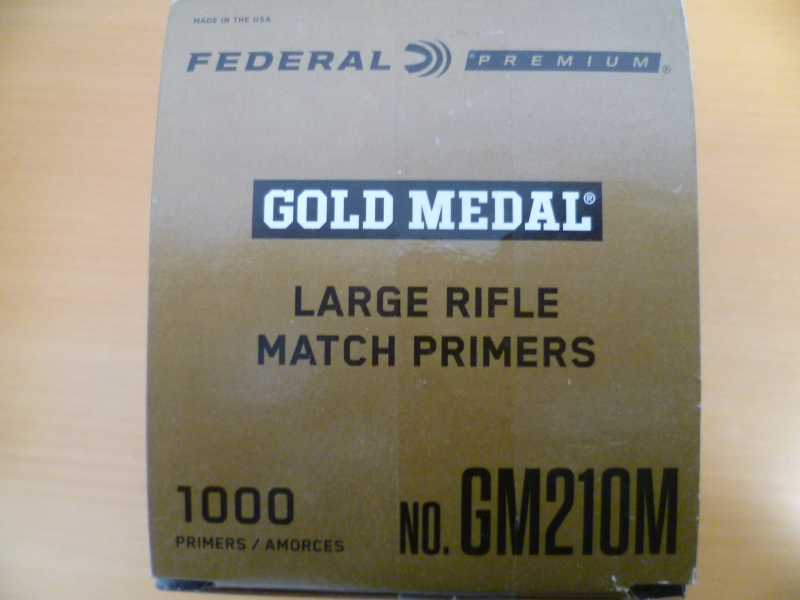 MADE IN THE USA
FEDERAL PREMIUM®
GOLD MEDAL®
LARGE RIFLE
MATCH PRIMERS
1000
PRIMERS / AMORCES
NO. GM210M